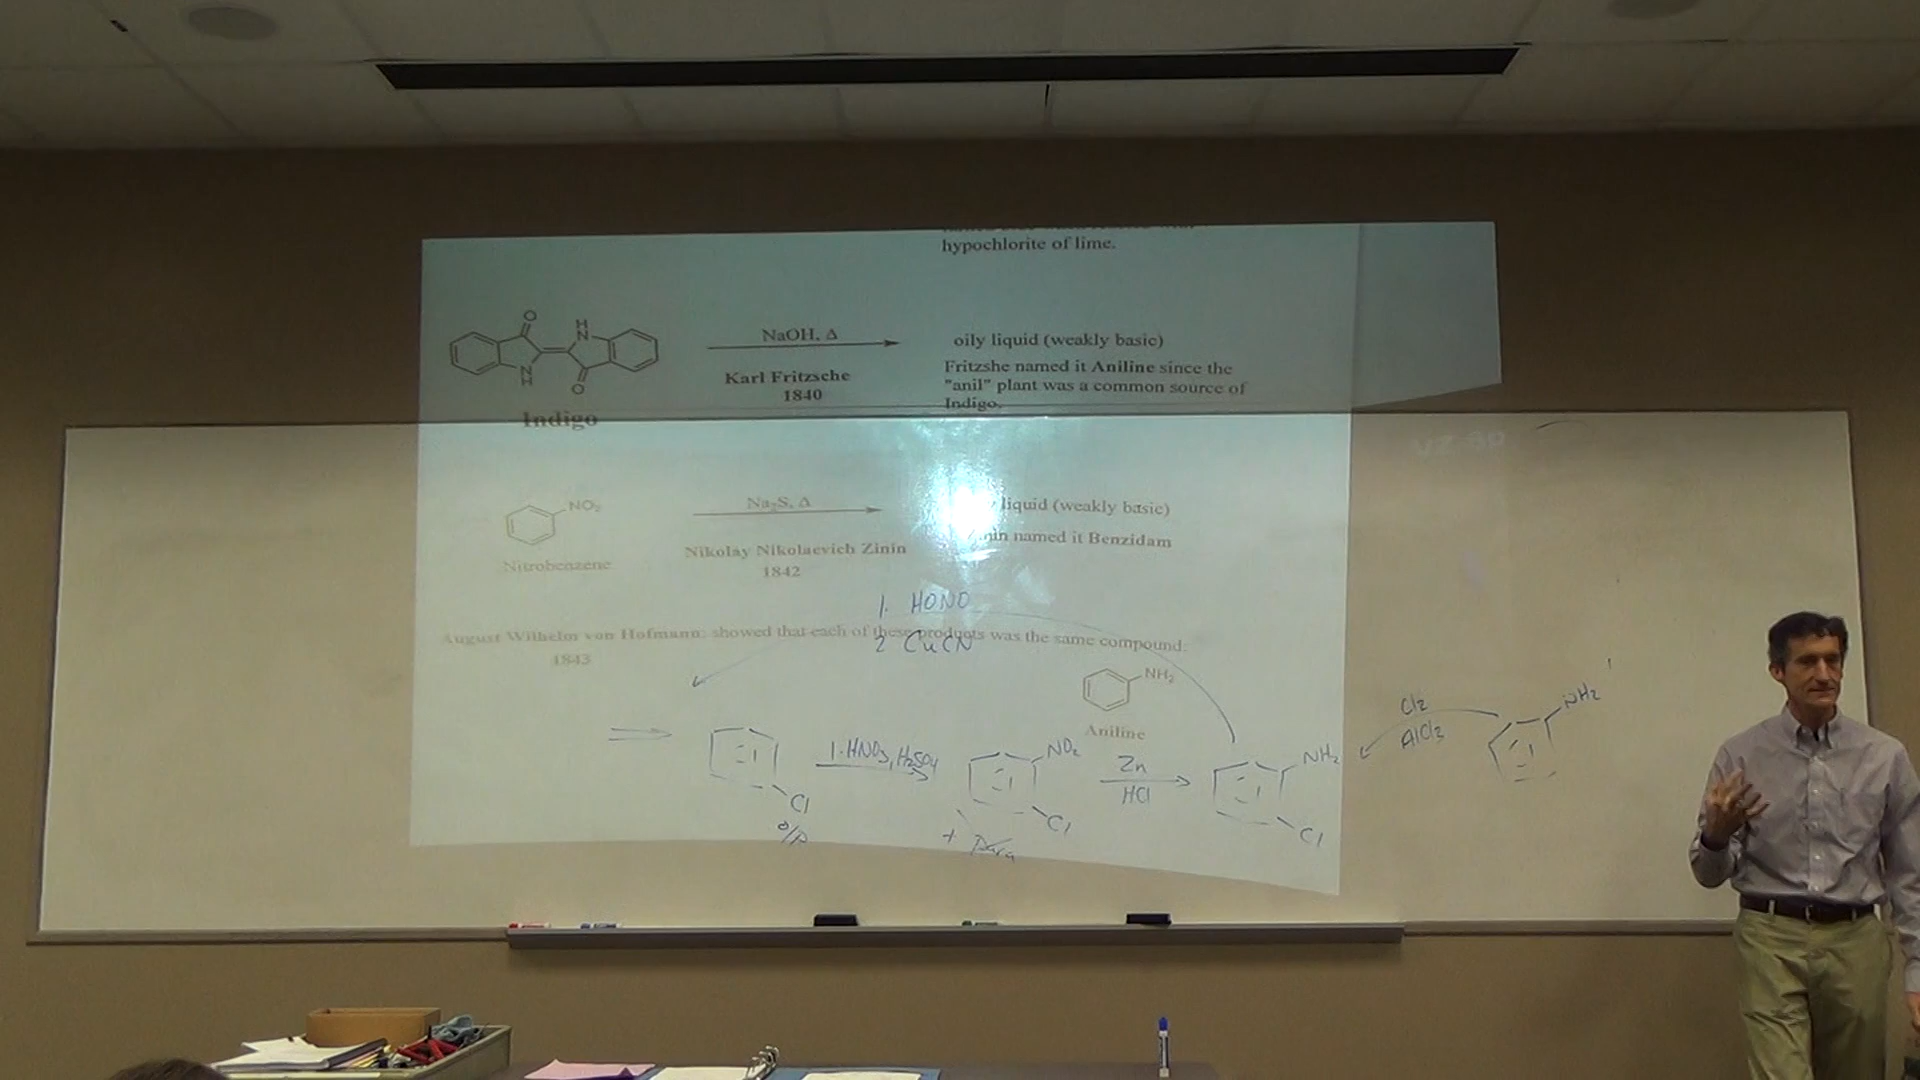 hypochlorite of lime.
O
H
N
NaOH, Δ
oily liquid (weakly basic)
N
H
O
Karl Fritzsche
1840
Fritzshe named it Aniline since the
"anil" plant was a common source of
Indigo.
Indigo
NO₂
Na₂S, Δ
liquid (weakly basic)
Nikolay Nikolaevich Zinin
1842
named it Benzidam
Nitrobenzene
1. HONO
2 CuCN
August Wilhelm von Hofmann: showed that each of these products was the same compound:
1843
NH₂
Aniline
Cl2
AlCl3
NH2
1. HNO3, H2SO4
NO2
Zn
HCl
NH2
Cl
o/p
Cl
+ Para
Cl